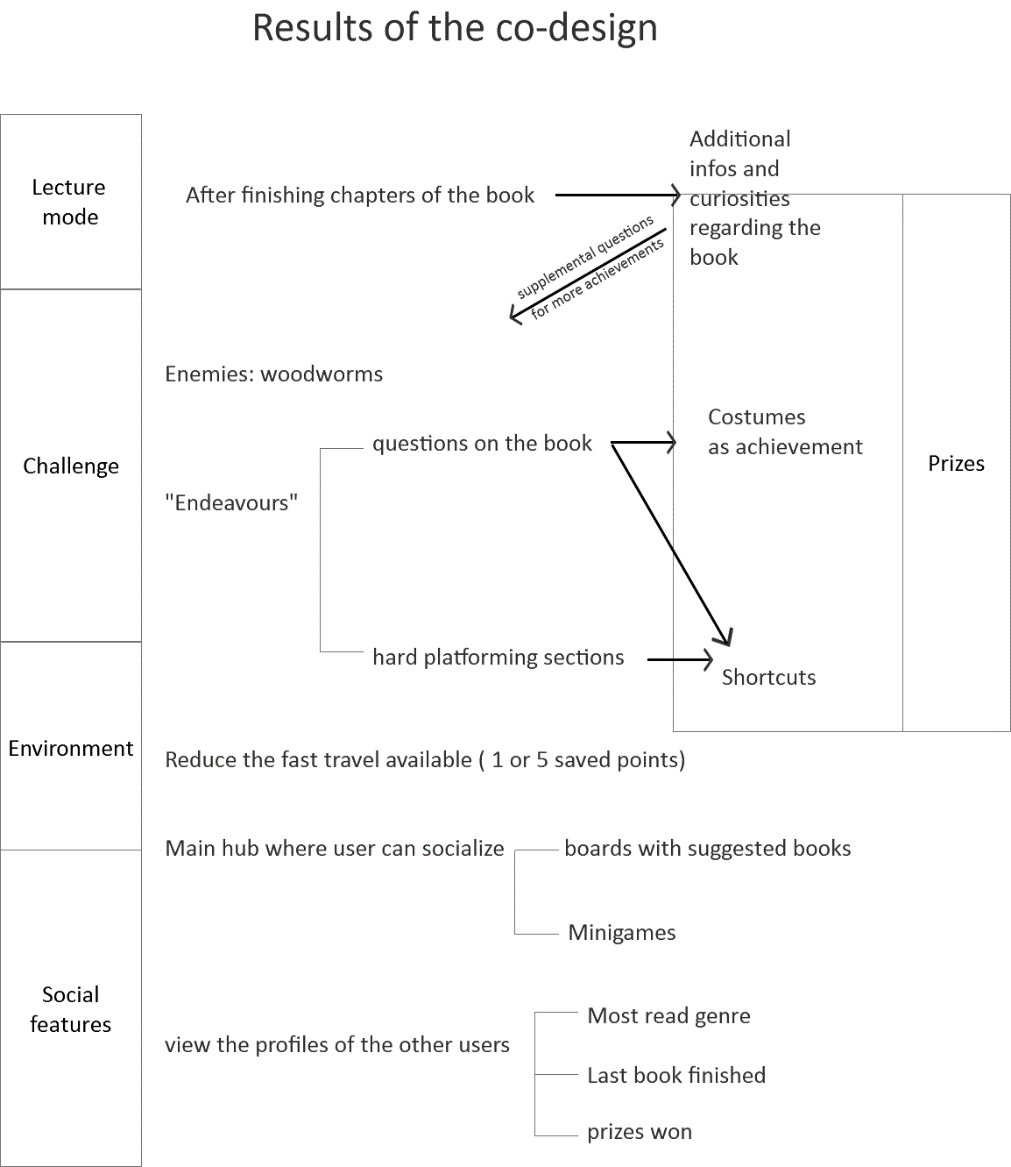 Results of the co-design
Lecture
mode
After finishing chapters of the book
Additional
infos and
curiosities
regarding the
book
supplemental questions
for more achievements
Challenge
Enemies: woodworms
"Endeavours"
questions on the book
hard platforming sections
Costumes
as achievement
Shortcuts
Prizes
Environment
Reduce the fast travel available ( 1 or 5 saved points)
Main hub where user can socialize
boards with suggested books
Minigames
Social
features
view the profiles of the other users
Most read genre
Last book finished
prizes won